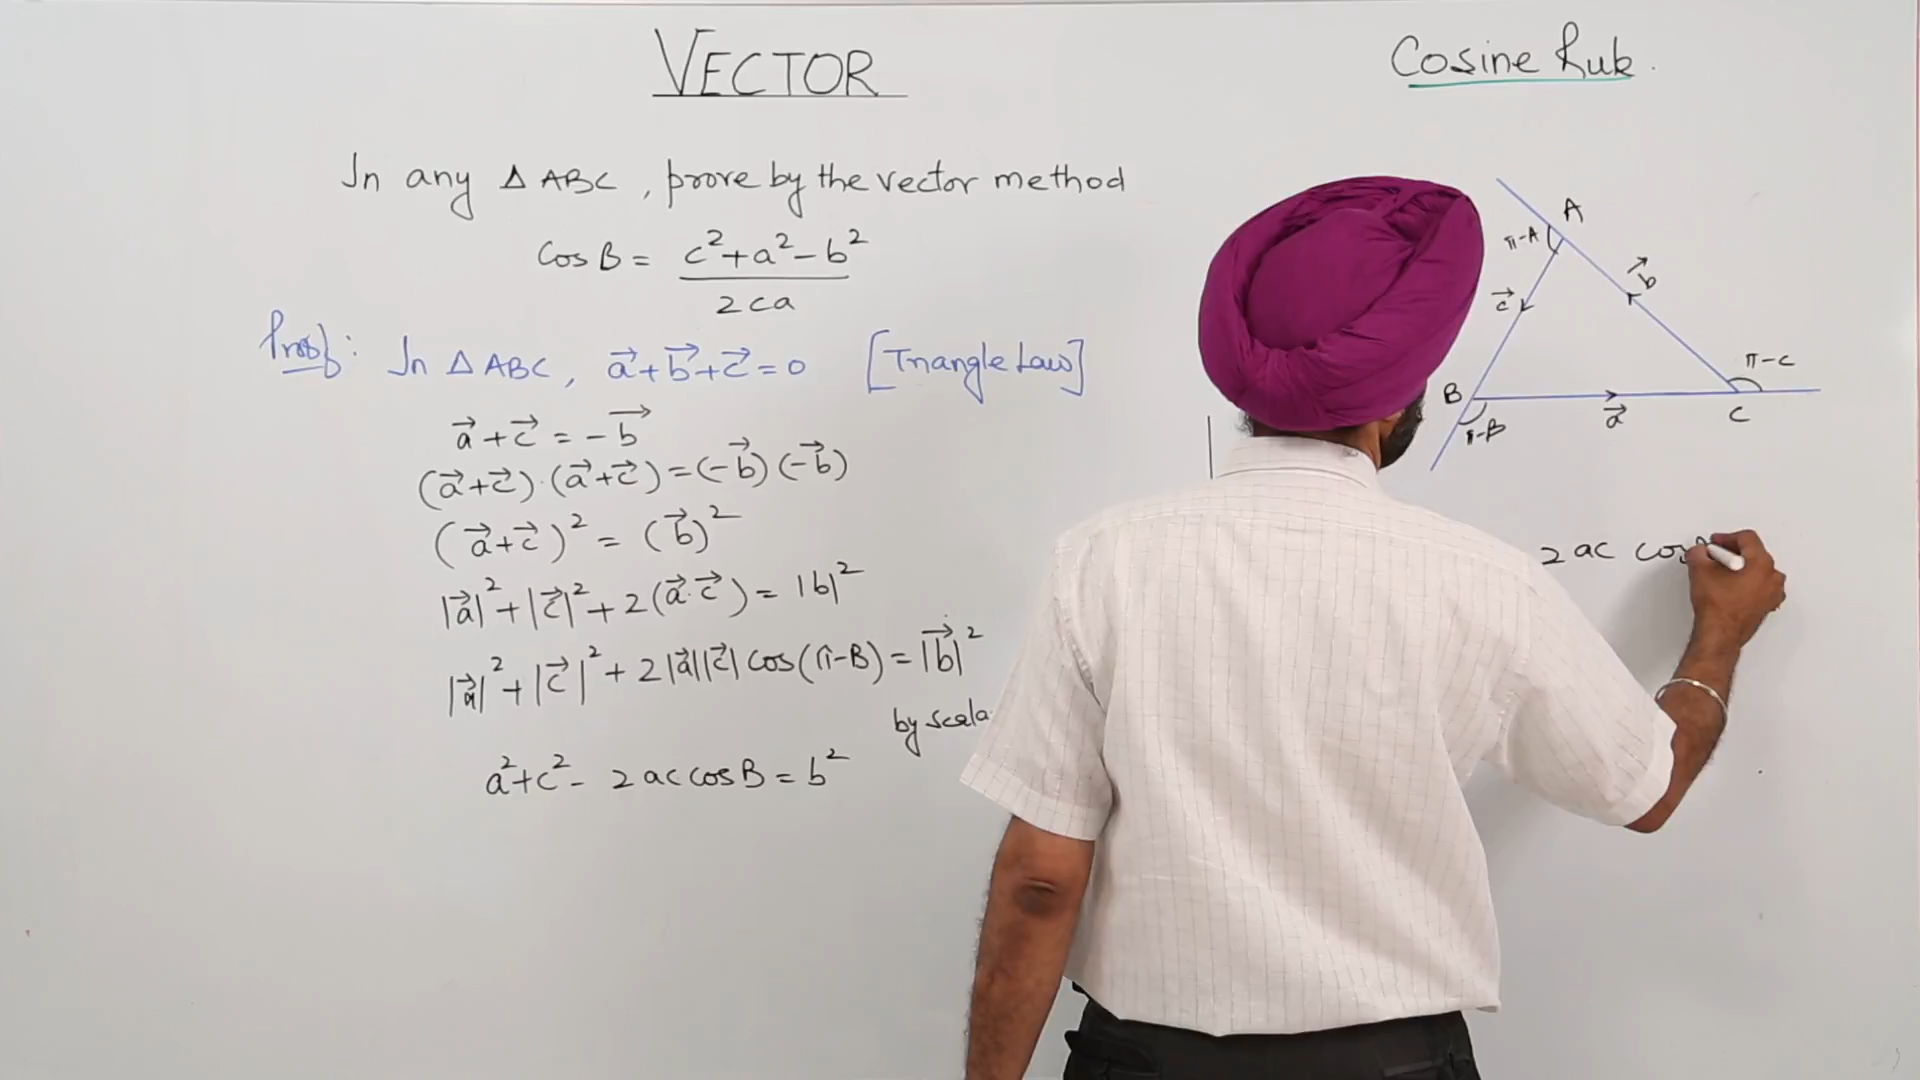 VECTOR
Cosine Rule.
In any △ABC, prove by the vector method
Cos B = c²+a²-b² / 2ca
Proof: In △ABC, a⃗+b⃗+c⃗=0 [Triangle Law]
a⃗+c⃗ = -b⃗
(a⃗+c⃗).(a⃗+c⃗)=(-b⃗)(-b⃗)
(a⃗+c⃗)² = (b⃗)²
|a⃗|²+|c⃗|²+2(a⃗.c⃗)= |b|²
|a⃗|²+|c⃗|²+2|a⃗||c⃗| cos(π-B)=|b⃗|²
by scala
a²+c²- 2ac cosB = b²
A
π-A
b⃗
c⃗
π-C
B
a⃗
C
π-B
2ac cos